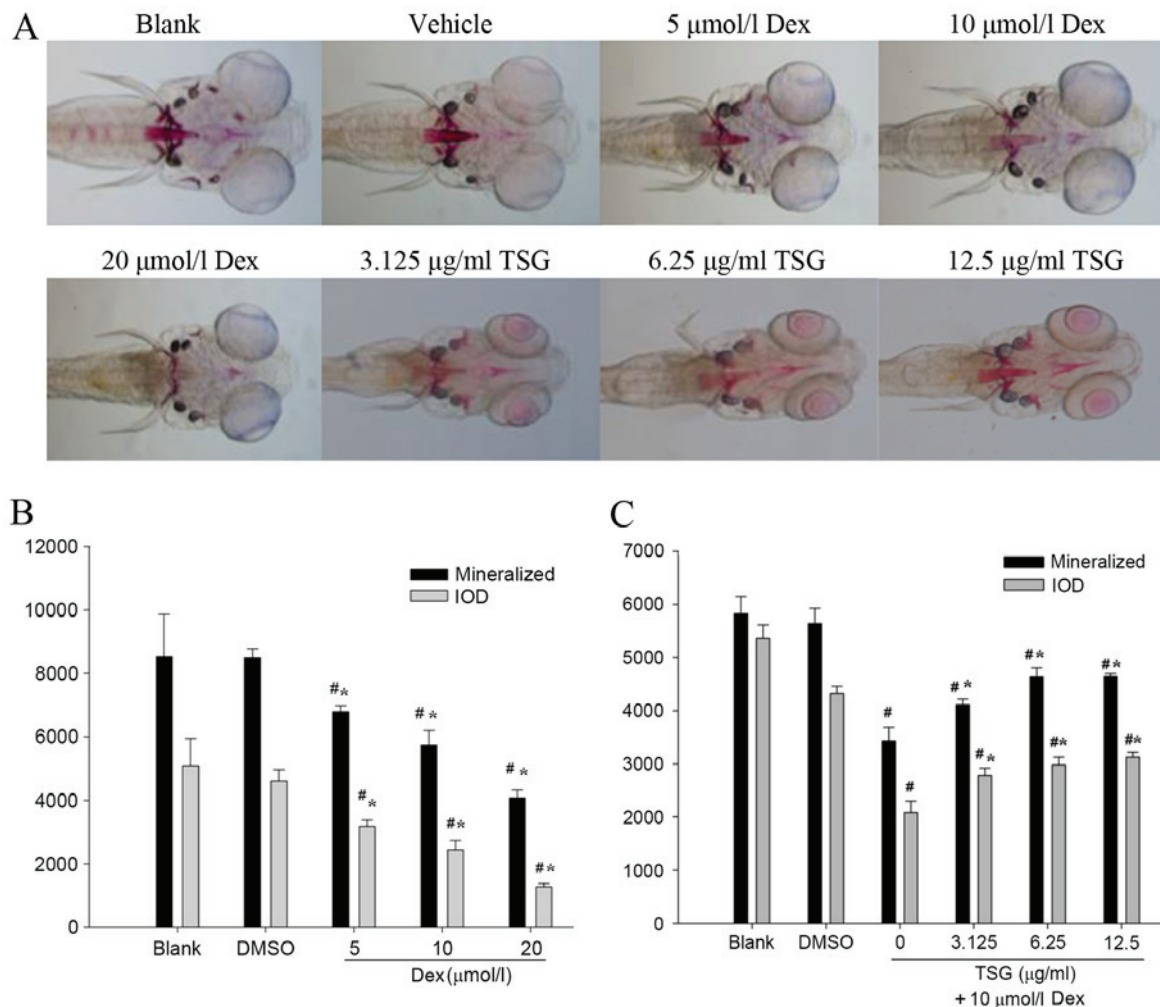 A
Blank Vehicle 5 μmol/l Dex 10 μmol/l Dex
20 μmol/l Dex 3.125 μg/ml TSG 6.25 μg/ml TSG 12.5 μg/ml TSG
B
12000
10000
8000
6000
4000
2000
0
Mineralized
IOD
#* #* #*
#* #* #*
Blank DMSO 5 10 20
Dex(μmol/l)
C
7000
6000
5000
4000
3000
2000
1000
0
Mineralized
IOD
# #* #* #*
# #* #* #*
Blank DMSO 0 3.125 6.25 12.5
TSG (μg/ml)
+ 10 μmol/l Dex